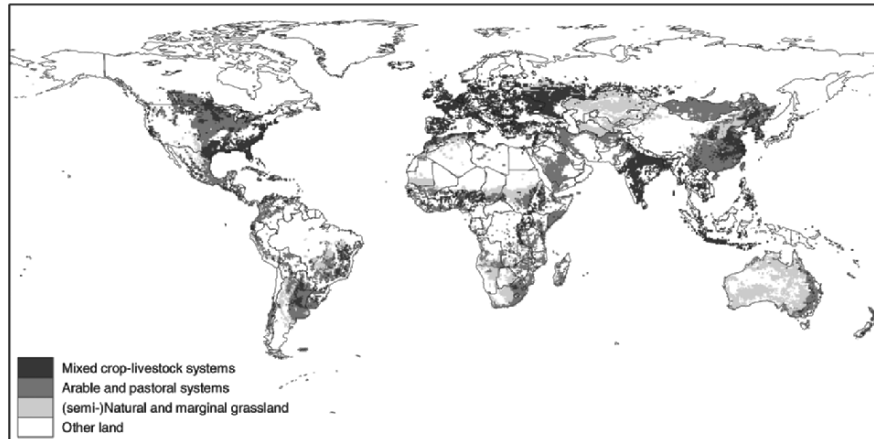 Mixed crop-livestock systems
Arable and pastoral systems
(semi-)Natural and marginal grassland
Other land